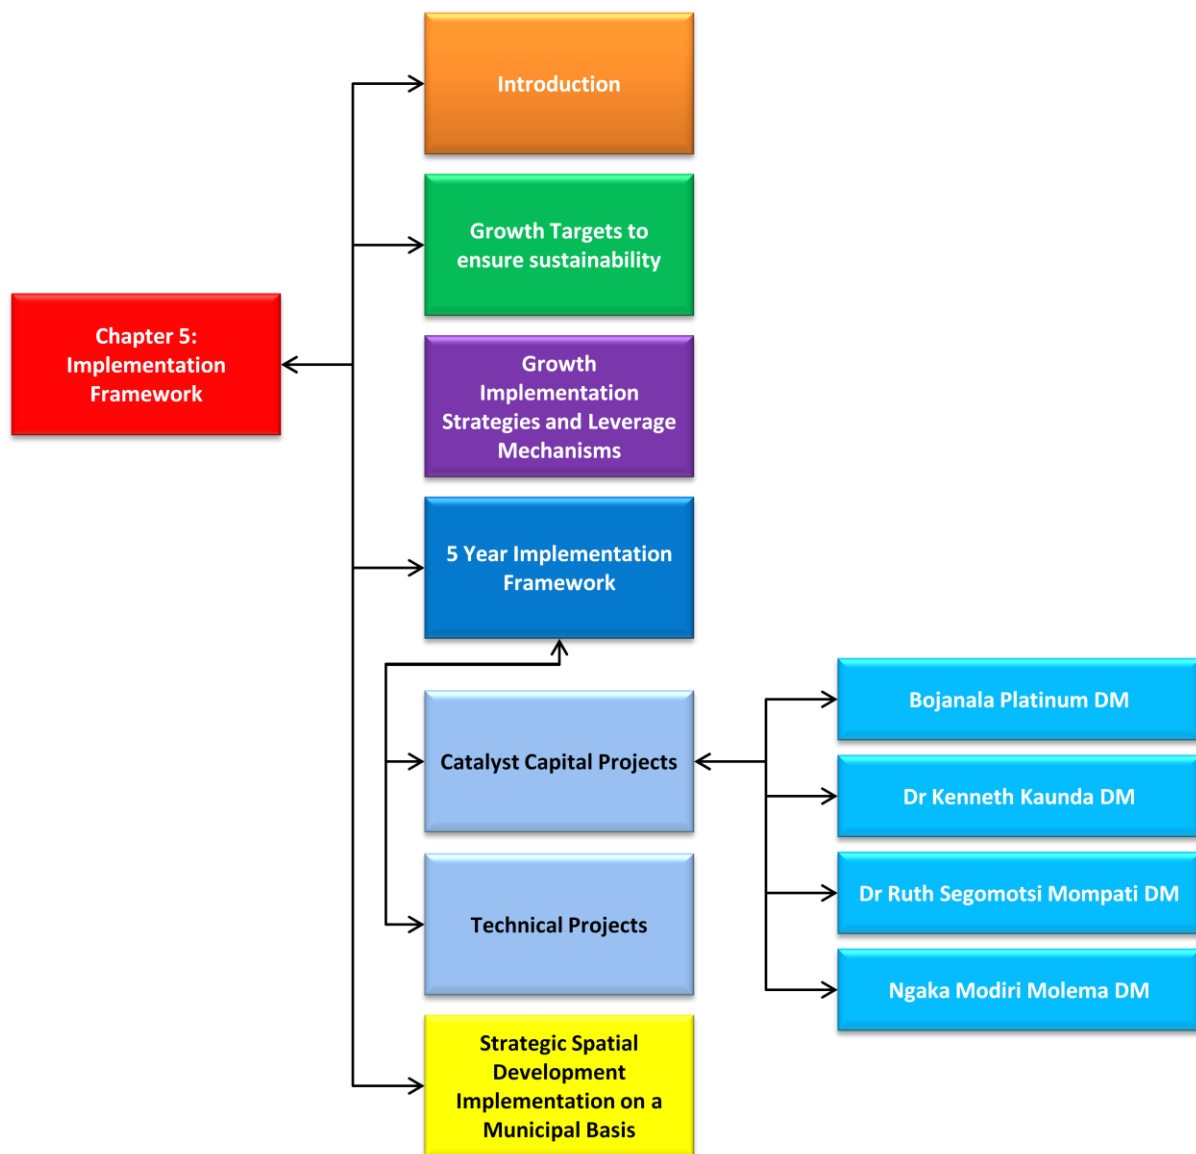 Chapter 5:
Implementation
Framework
Introduction
Growth Targets to
ensure sustainability
Growth
Implementation
Strategies and Leverage
Mechanisms
5 Year Implementation
Framework
Catalyst Capital Projects
Technical Projects
Strategic Spatial
Development
Implementation on a
Municipal Basis
Bojanala Platinum DM
Dr Kenneth Kaunda DM
Dr Ruth Segomotsi Mompati DM
Ngaka Modiri Molema DM